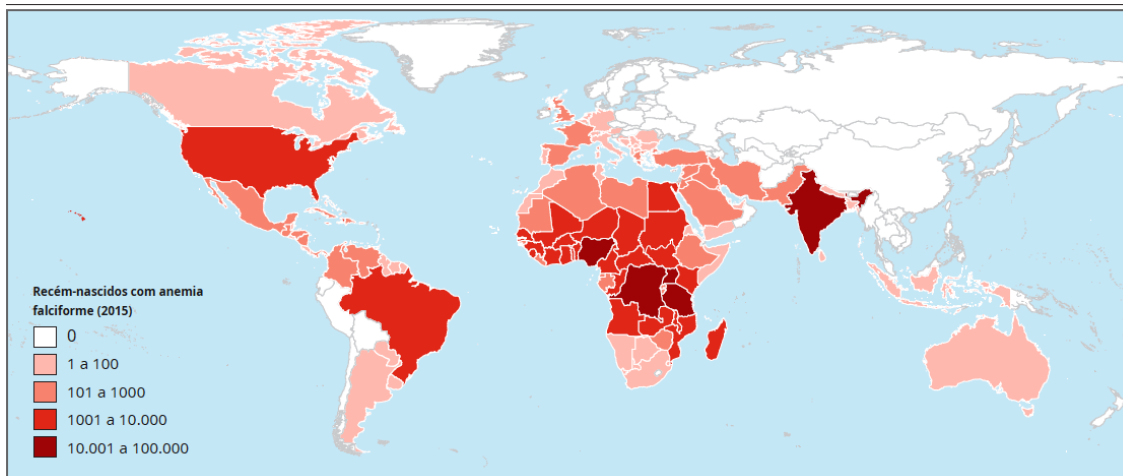 Recém-nascidos com anemia
falciforme (2015)
0
1 a 100
101 a 1000
1001 a 10.000
10.001 a 100.000